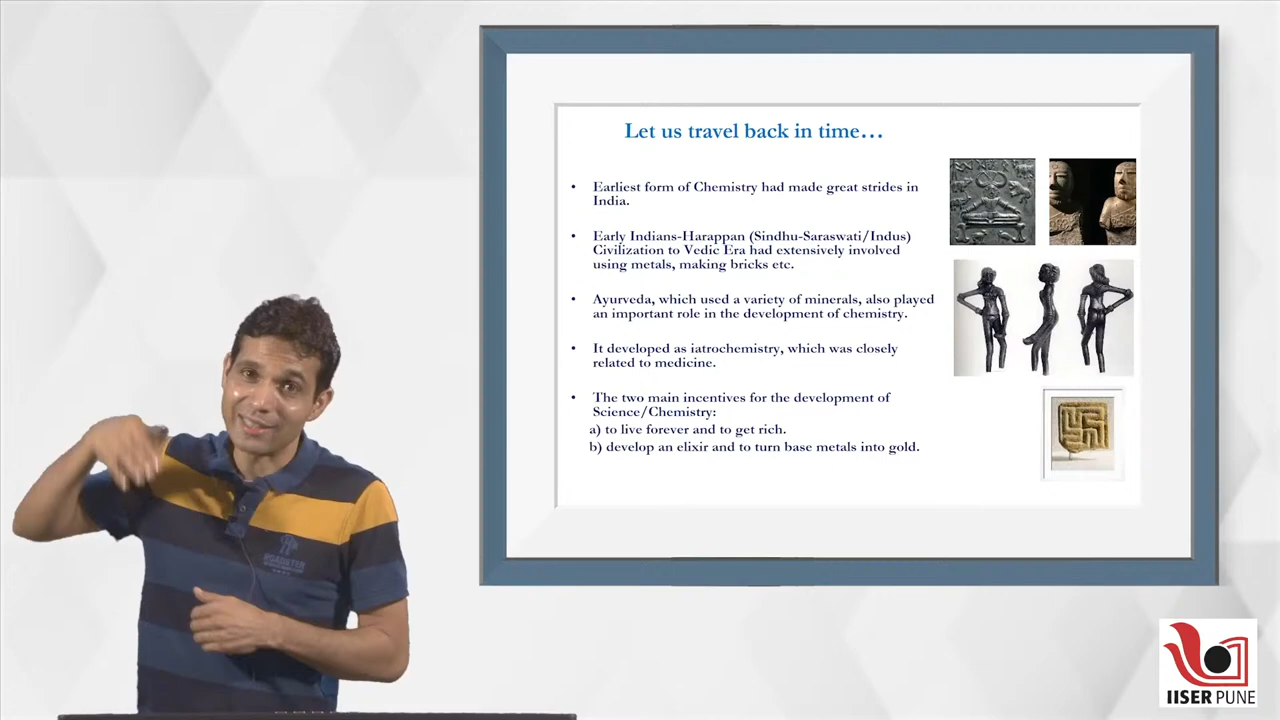 Let us travel back in time…
• Earliest form of Chemistry had made great strides in
India.
• Early Indians-Harappan (Sindhu-Saraswati/Indus)
Civilization to Vedic Era had extensively involved
using metals, making bricks etc.
• Ayurveda, which used a variety of minerals, also played
an important role in the development of chemistry.
• It developed as iatrochemistry, which was closely
related to medicine.
• The two main incentives for the development of
Science/Chemistry:
a) to live forever and to get rich.
b) develop an elixir and to turn base metals into gold.
ROADSTER
IISER PUNE